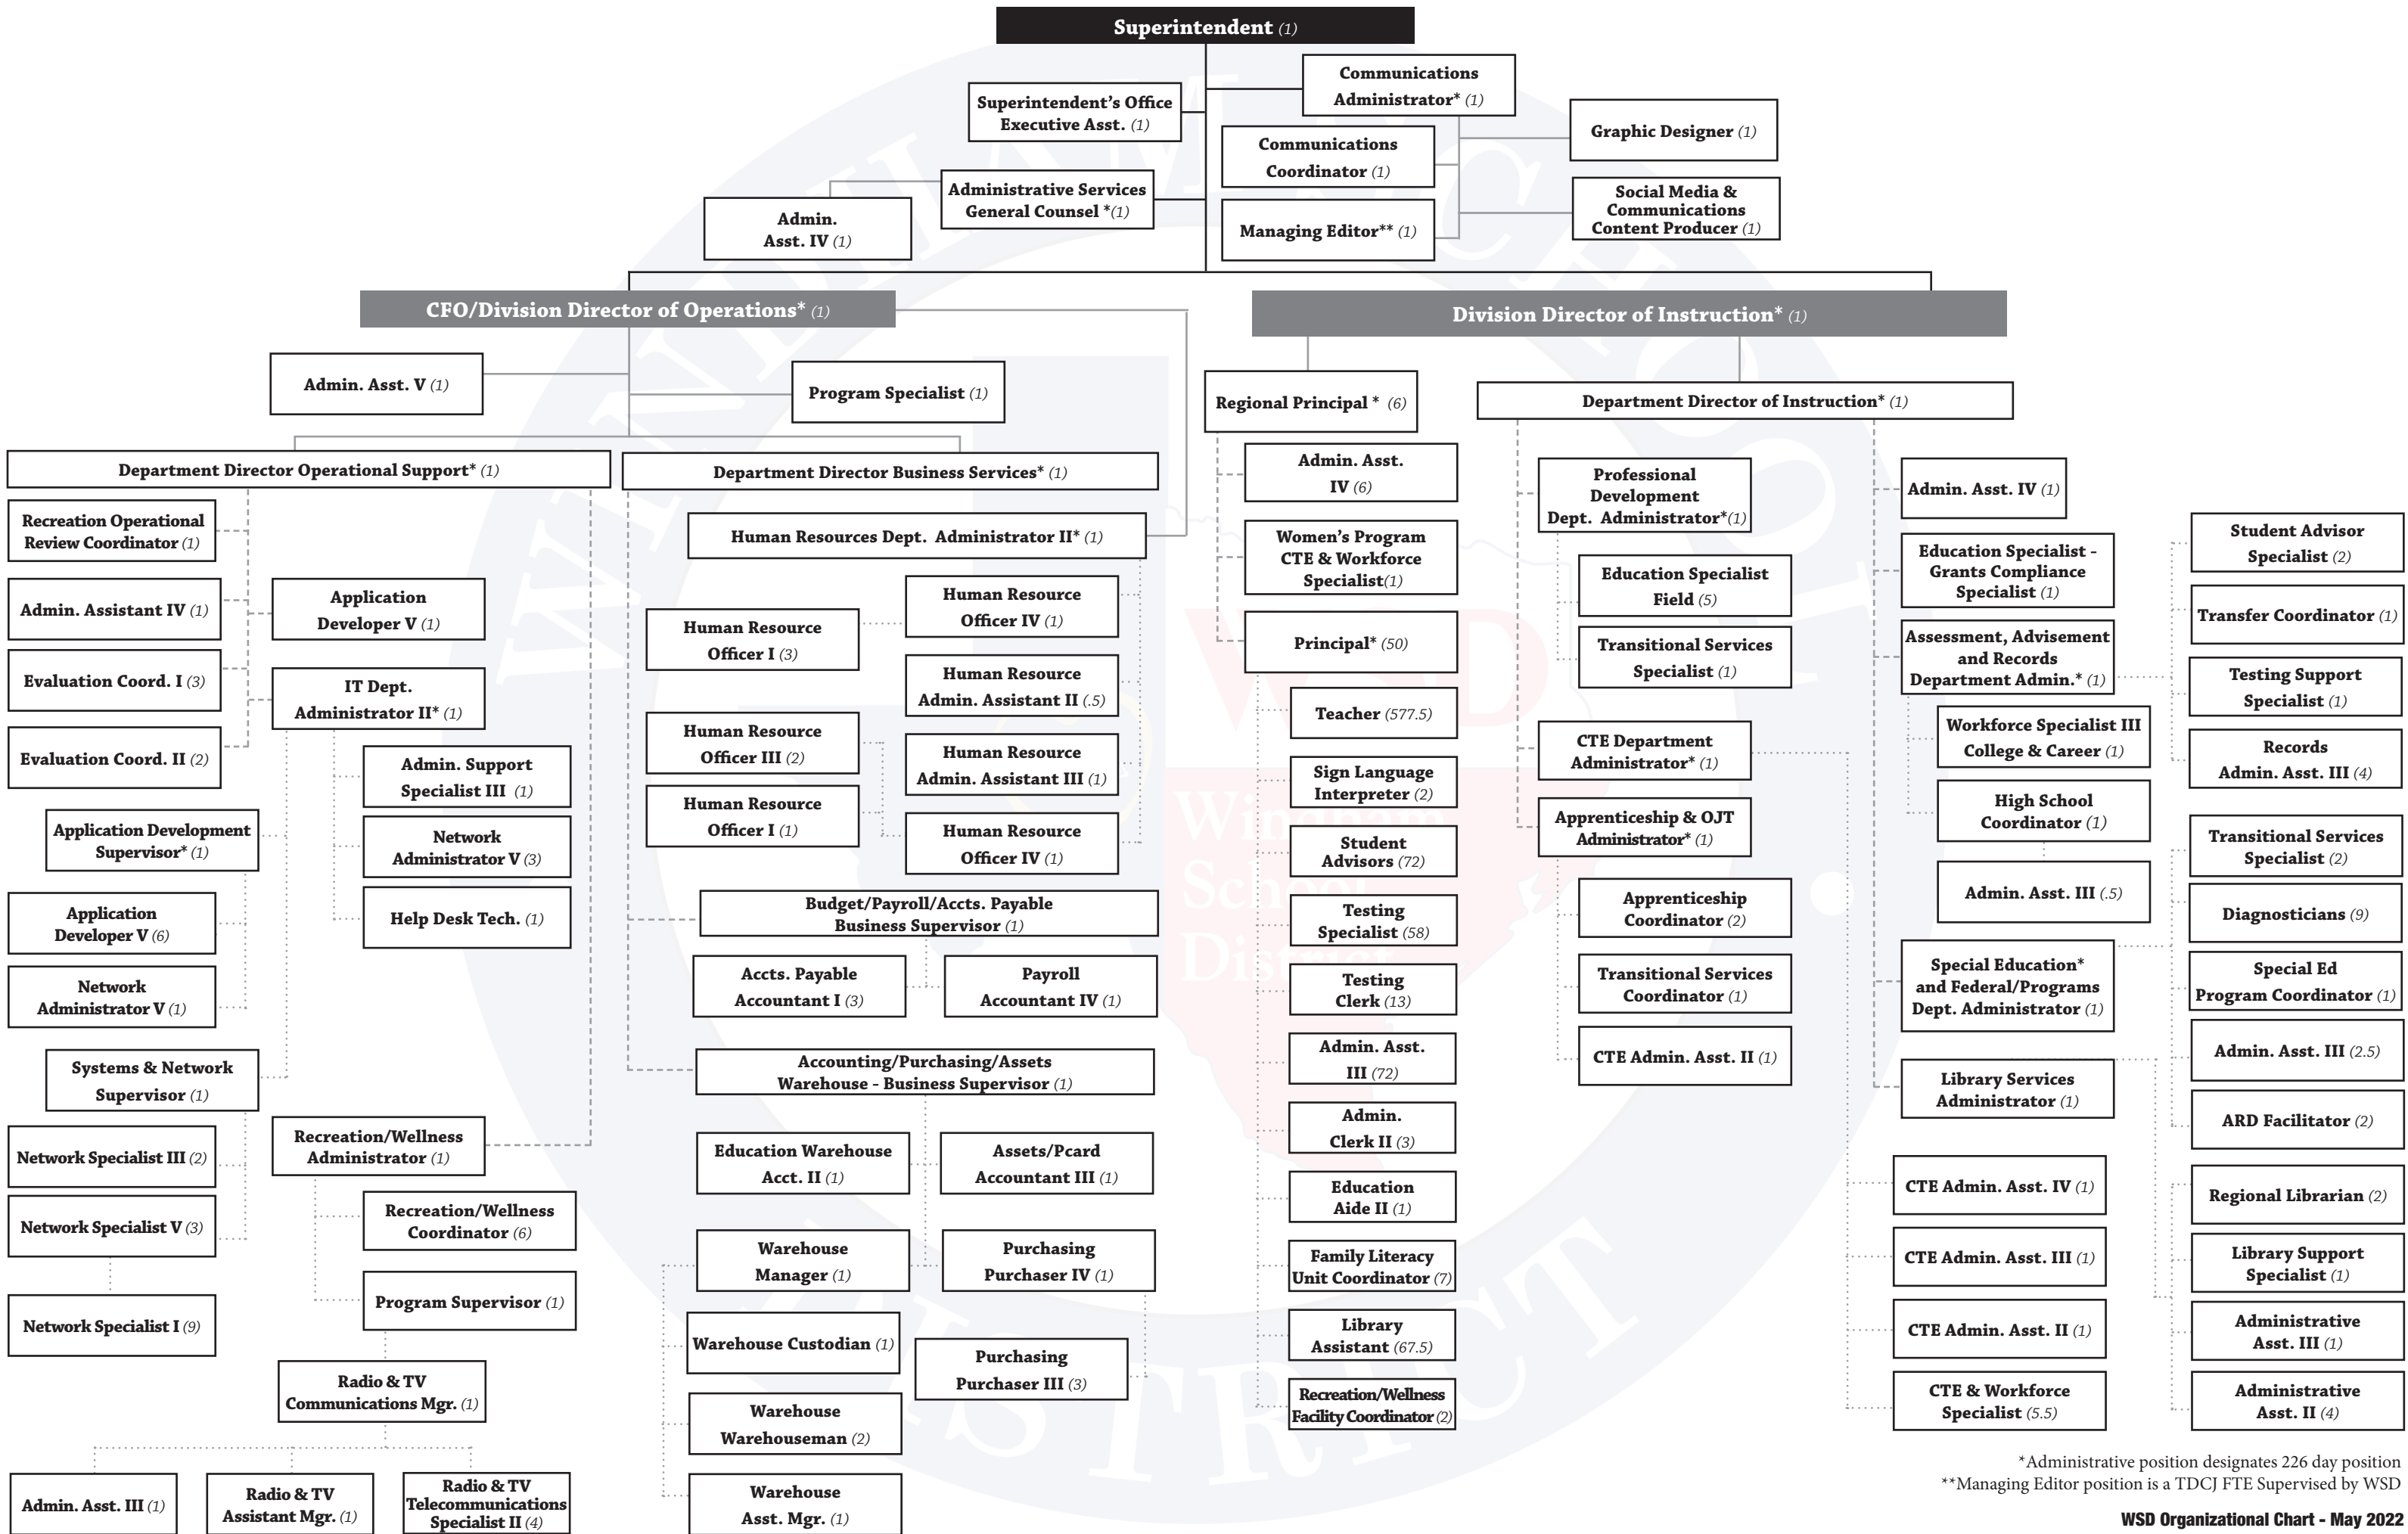 Superintendent (1)
Communications
Administrator* (1)
Superintendent's Office
Executive Asst. (1)
Communications
Coordinator (1)
Graphic Designer (1)
Administrative Services
General Counsel *(1)
Admin.
Asst. IV (1)
Managing Editor** (1)
Social Media &
Communications
Content Producer (1)
CFO/Division Director of Operations* (1)
Admin. Asst. V (1)
Program Specialist (1)
Department Director Operational Support* (1)
Recreation Operational
Review Coordinator (1)
Admin. Assistant IV (1)
Evaluation Coord. I (3)
Evaluation Coord. II (2)
Application
Developer V (1)
IT Dept.
Administrator II* (1)
Admin. Support
Specialist III (1)
Network
Administrator V (3)
Help Desk Tech. (1)
Application Development
Supervisor* (1)
Application
Developer V (6)
Network
Administrator V (1)
Systems & Network
Supervisor (1)
Network Specialist III (2)
Network Specialist V (3)
Network Specialist I (9)
Recreation/Wellness
Administrator (1)
Recreation/Wellness
Coordinator (6)
Program Supervisor (1)
Radio & TV
Communications Mgr. (1)
Admin. Asst. III (1)
Radio & TV
Assistant Mgr. (1)
Radio & TV
Telecommunications
Specialist II (4)
Department Director Business Services* (1)
Human Resources Dept. Administrator II* (1)
Human Resource
Officer IV (1)
Human Resource
Officer I (3)
Human Resource
Admin. Assistant II (.5)
Human Resource
Officer III (2)
Human Resource
Admin. Assistant III (1)
Human Resource
Officer I (1)
Human Resource
Officer IV (1)
Budget/Payroll/Accts. Payable
Business Supervisor (1)
Accts. Payable
Accountant I (3)
Payroll
Accountant IV (1)
Accounting/Purchasing/Assets
Warehouse - Business Supervisor (1)
Education Warehouse
Acct. II (1)
Assets/Pcard
Accountant III (1)
Warehouse
Manager (1)
Purchasing
Purchaser IV (1)
Warehouse Custodian (1)
Purchasing
Purchaser III (3)
Warehouse
Warehouseman (2)
Warehouse
Asst. Mgr. (1)
Division Director of Instruction* (1)
Regional Principal * (6)
Admin. Asst.
IV (6)
Women's Program
CTE & Workforce
Specialist(1)
Principal* (50)
Teacher (577.5)
Sign Language
Interpreter (2)
Student
Advisors (72)
Testing
Specialist (58)
Testing
Clerk (13)
Admin. Asst.
III (72)
Admin.
Clerk II (3)
Education
Aide II (1)
Family Literacy
Unit Coordinator (7)
Library
Assistant (67.5)
Recreation/Wellness
Facility Coordinator (2)
Department Director of Instruction* (1)
Professional
Development
Dept. Administrator*(1)
Education Specialist
Field (5)
Transitional Services
Specialist (1)
CTE Department
Administrator* (1)
Apprenticeship & OJT
Administrator* (1)
Apprenticeship
Coordinator (2)
Transitional Services
Coordinator (1)
CTE Admin. Asst. II (1)
Admin. Asst. IV (1)
Education Specialist -
Grants Compliance
Specialist (1)
Assessment, Advisement
and Records
Department Admin.* (1)
Workforce Specialist III
College & Career (1)
High School
Coordinator (1)
Admin. Asst. III (.5)
Special Education*
and Federal/Programs
Dept. Administrator (1)
Library Services
Administrator (1)
CTE Admin. Asst. IV (1)
CTE Admin. Asst. III (1)
CTE Admin. Asst. II (1)
CTE & Workforce
Specialist (5.5)
Student Advisor
Specialist (2)
Transfer Coordinator (1)
Testing Support
Specialist (1)
Records
Admin. Asst. III (4)
Transitional Services
Specialist (2)
Diagnosticians (9)
Special Ed
Program Coordinator (1)
Admin. Asst. III (2.5)
ARD Facilitator (2)
Regional Librarian (2)
Library Support
Specialist (1)
Administrative
Asst. III (1)
Administrative
Asst. II (4)
WINDHAM SCHOOL
DISTRICT
WSD
Windham
School
District
*Administrative position designates 226 day position
**Managing Editor position is a TDCJ FTE Supervised by WSD
WSD Organizational Chart - May 2022